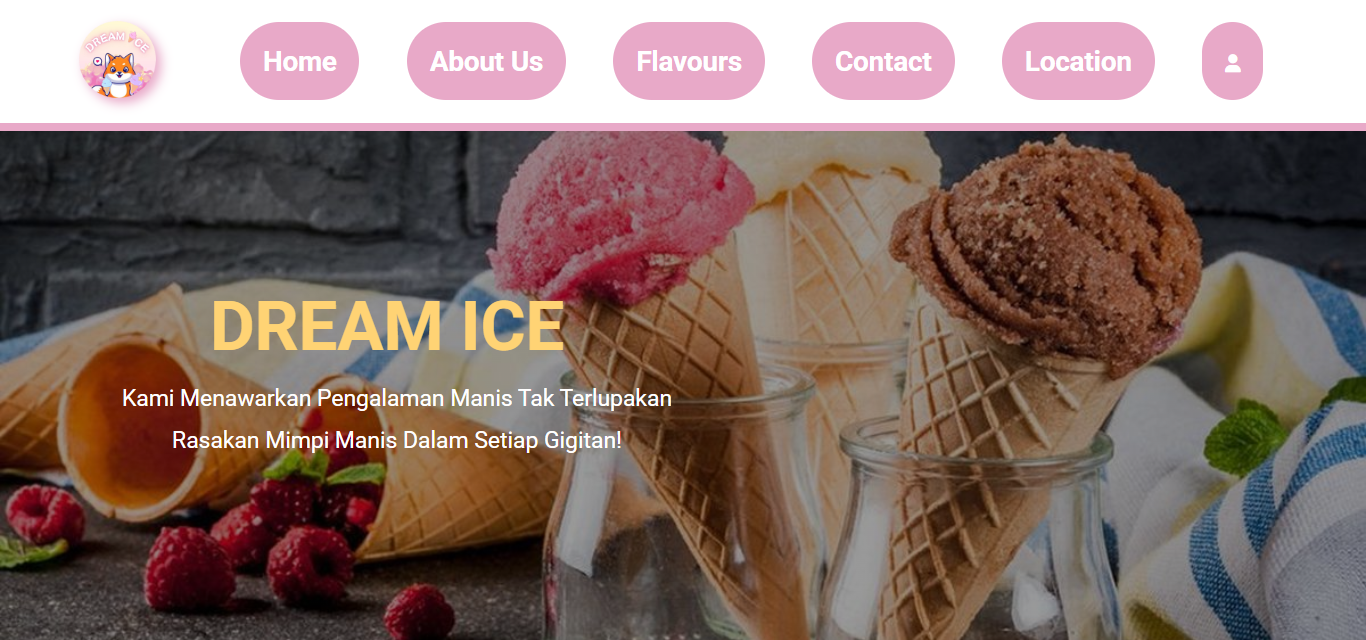 DREAM ICE
Home
About Us
Flavours
Contact
Location
DREAM ICE
Kami Menawarkan Pengalaman Manis Tak Terlupakan
Rasakan Mimpi Manis Dalam Setiap Gigitan!